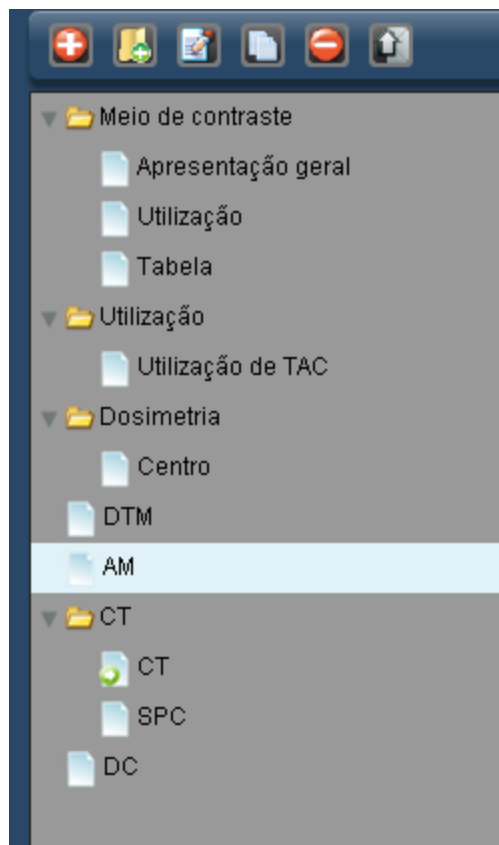 Meio de contraste
Apresentação geral
Utilização
Tabela
Utilização
Utilização de TAC
Dosimetria
Centro
DTM
AM
CT
CT
SPC
DC